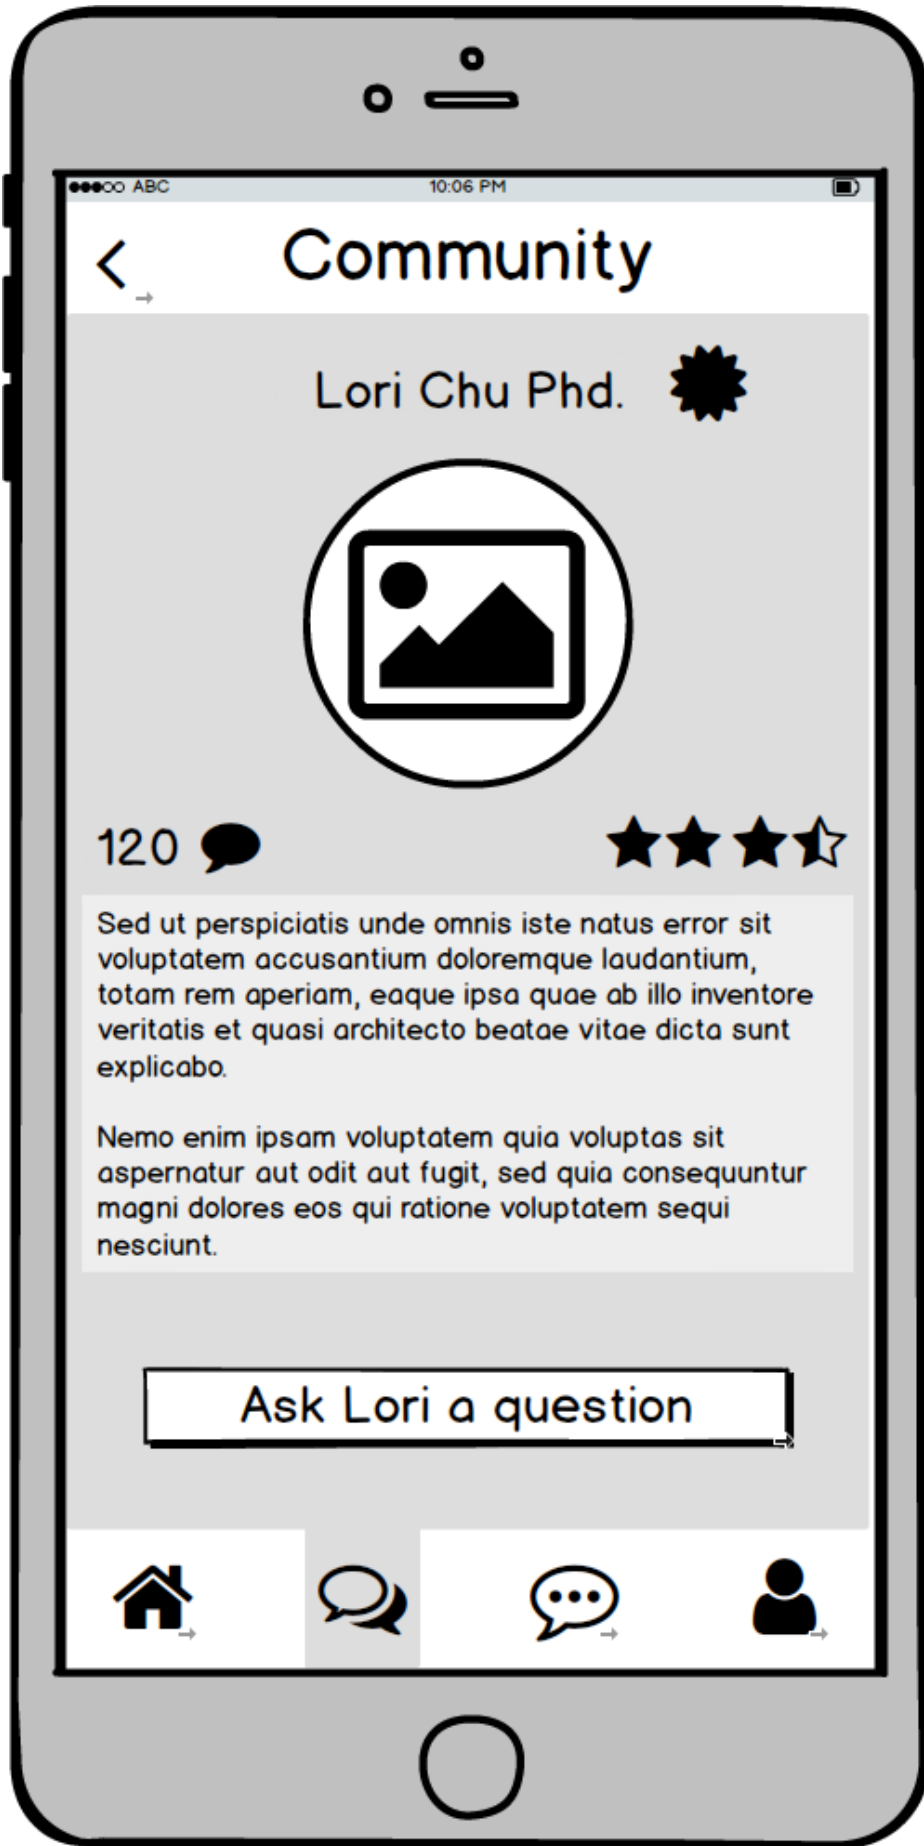 ABC 10:06 PM
Community
Lori Chu Phd.
120
Sed ut perspiciatis unde omnis iste natus error sit
voluptatem accusantium doloremque laudantium,
totam rem aperiam, eaque ipsa quae ab illo inventore
veritatis et quasi architecto beatae vitae dicta sunt
explicabo.
Nemo enim ipsam voluptatem quia voluptas sit
aspernatur aut odit aut fugit, sed quia consequuntur
magni dolores eos qui ratione voluptatem sequi
nesciunt.
Ask Lori a question